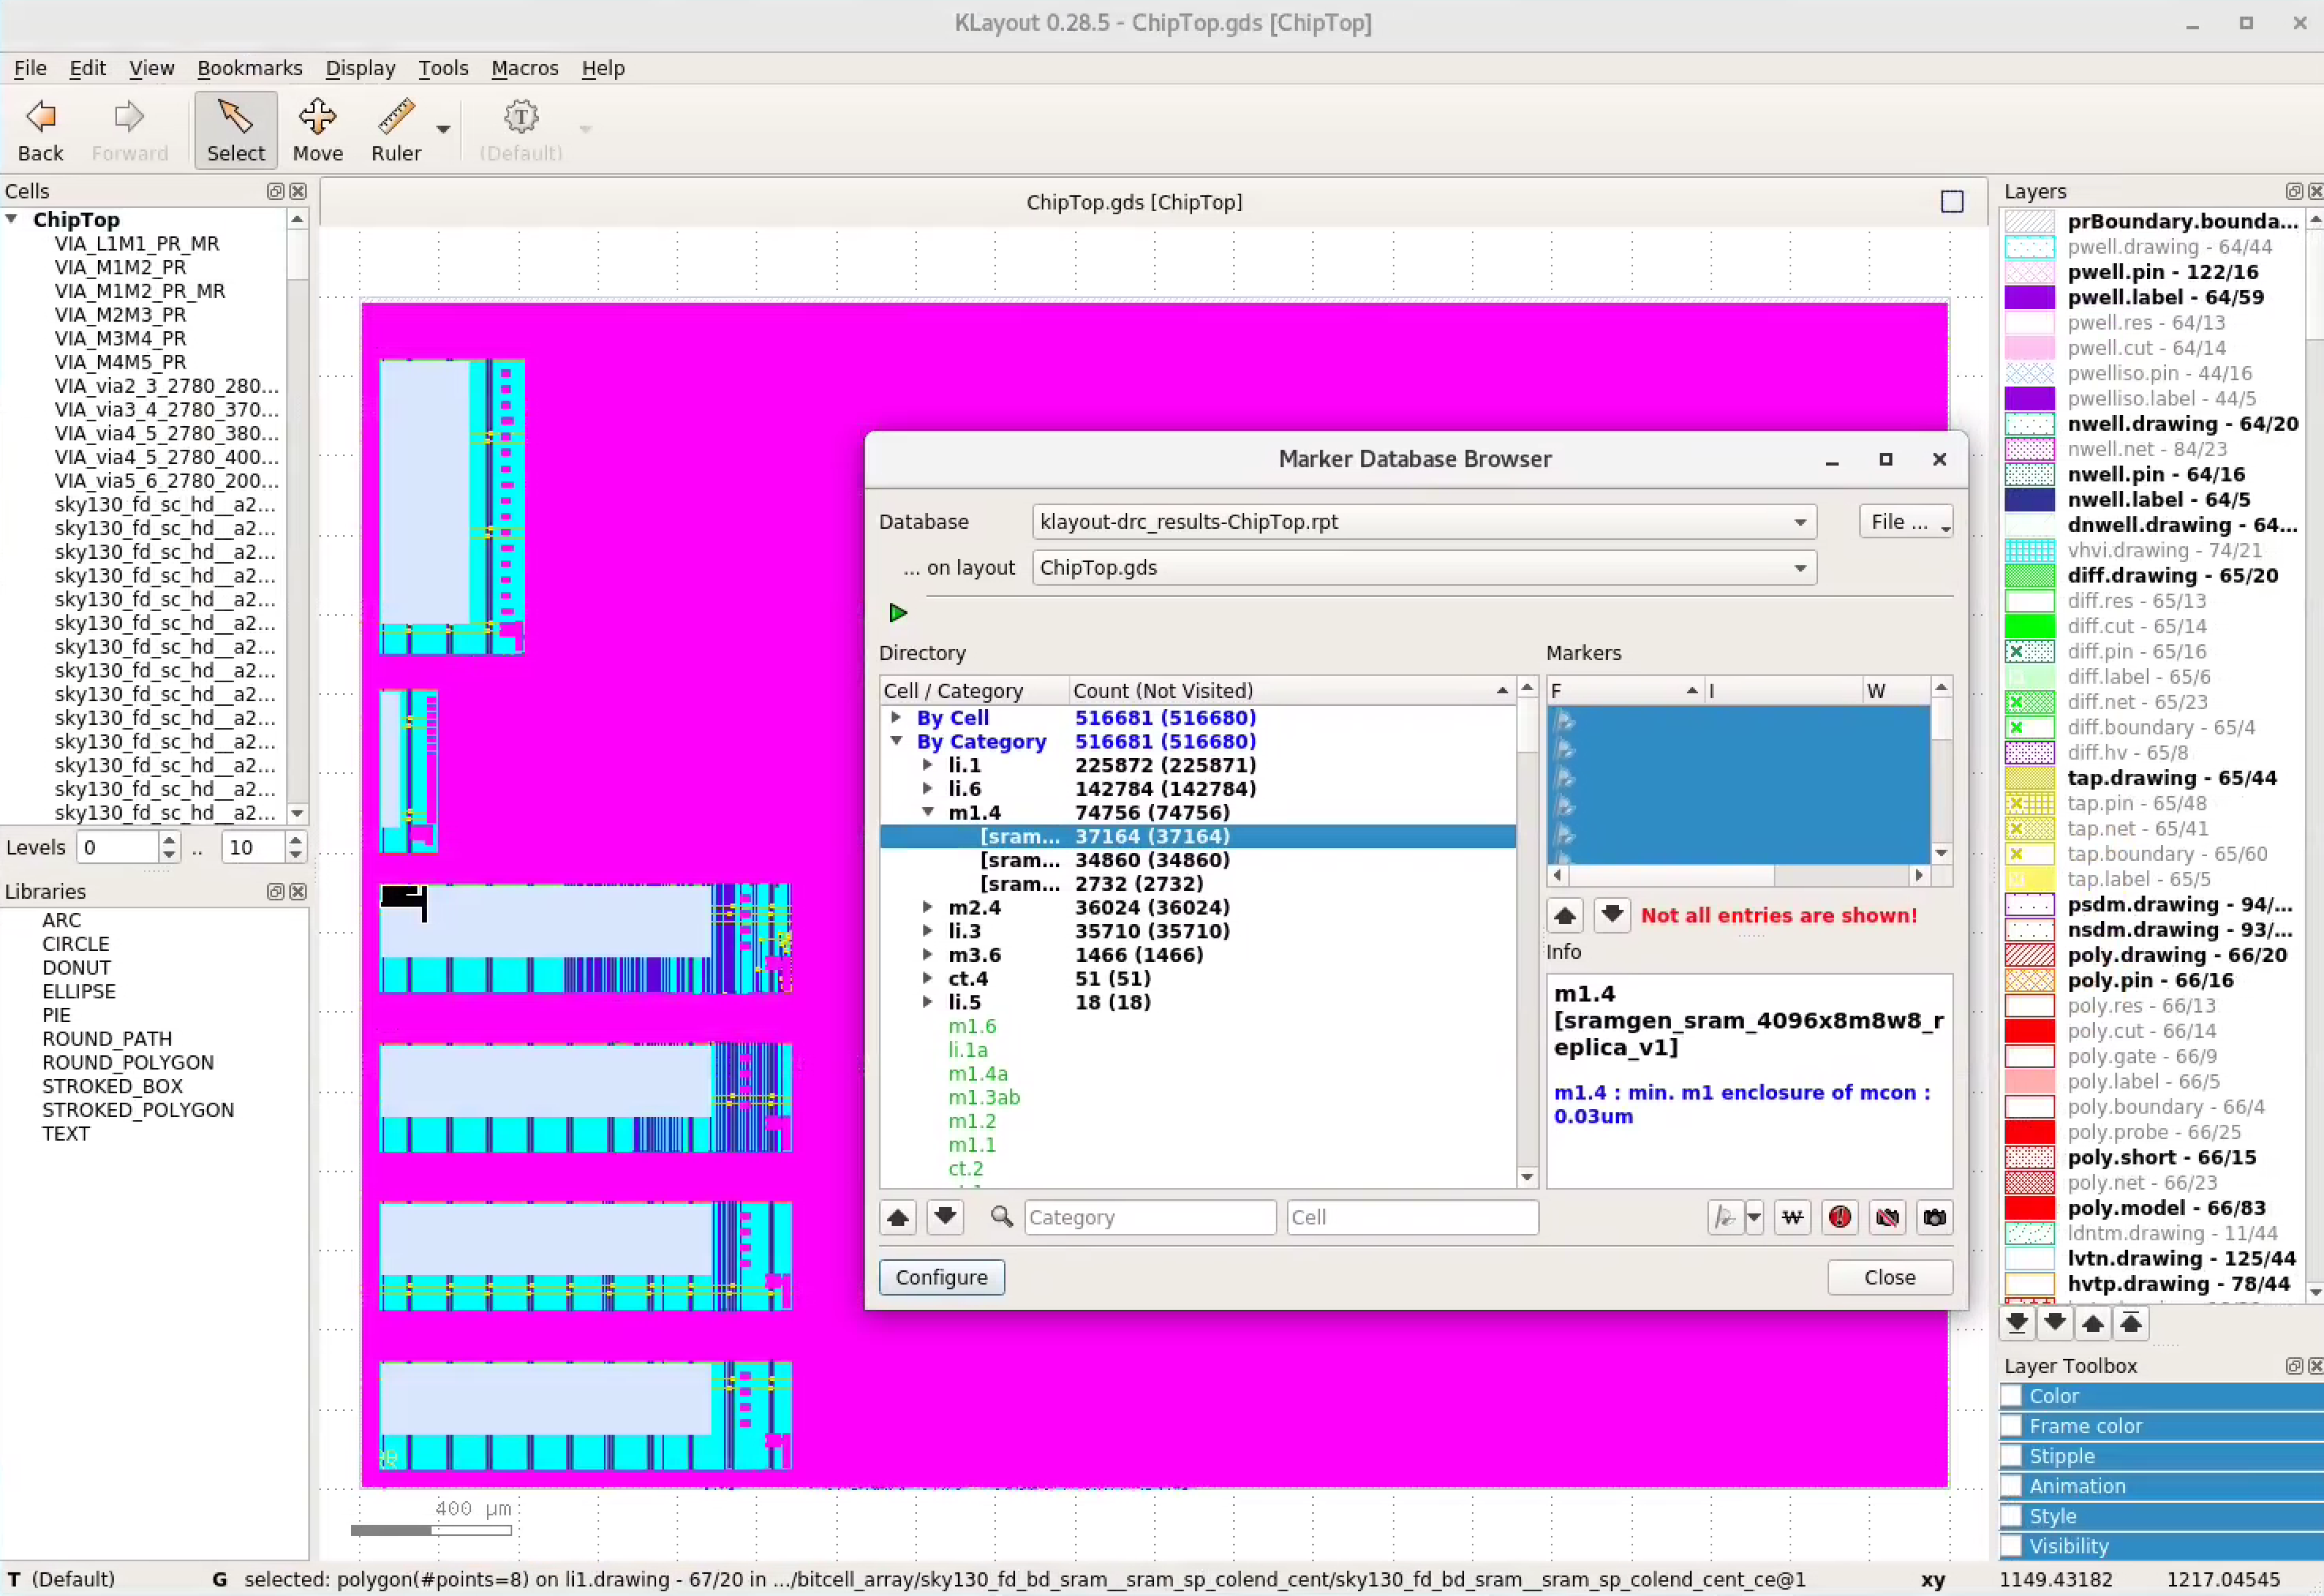 KLayout 0.28.5 - ChipTop.gds [ChipTop]
File Edit View Bookmarks Display Tools Macros Help
Back Forward Select Move Ruler (Default)
Cells
ChipTop
VIA_L1M1_PR_MR
VIA_M1M2_PR
VIA_M1M2_PR_MR
VIA_M2M3_PR
VIA_M3M4_PR
VIA_M4M5_PR
VIA_via2_3_2780_280...
VIA_via3_4_2780_370...
VIA_via4_5_2780_380...
VIA_via4_5_2780_400...
VIA_via5_6_2780_200...
sky130_fd_sc_hd__a2...
sky130_fd_sc_hd__a2...
sky130_fd_sc_hd__a2...
sky130_fd_sc_hd__a2...
sky130_fd_sc_hd__a2...
sky130_fd_sc_hd__a2...
sky130_fd_sc_hd__a2...
sky130_fd_sc_hd__a2...
sky130_fd_sc_hd__a2...
sky130_fd_sc_hd__a2...
sky130_fd_sc_hd__a2...
sky130_fd_sc_hd__a2...
sky130_fd_sc_hd__a2...
sky130_fd_sc_hd__a2...
Levels 0 .. 10
Libraries
ARC
CIRCLE
DONUT
ELLIPSE
PIE
ROUND_PATH
ROUND_POLYGON
STROKED_BOX
STROKED_POLYGON
TEXT
ChipTop.gds [ChipTop]
400 µm
Marker Database Browser
Database klayout-drc_results-ChipTop.rpt File ...
... on layout ChipTop.gds
Directory
Cell / Category Count (Not Visited)
By Cell 516681 (516680)
By Category 516681 (516680)
li.1 225872 (225871)
li.6 142784 (142784)
m1.4 74756 (74756)
[sram... 37164 (37164)
[sram... 34860 (34860)
[sram... 2732 (2732)
m2.4 36024 (36024)
li.3 35710 (35710)
m3.6 1466 (1466)
ct.4 51 (51)
li.5 18 (18)
m1.6
li.1a
m1.4a
m1.3ab
m1.2
m1.1
ct.2
Category Cell
Markers
F I W
Not all entries are shown!
Info
m1.4
[sramgen_sram_4096x8m8w8_r
eplica_v1]
m1.4 : min. m1 enclosure of mcon :
0.03um
Configure Close
Layers
prBoundary.bounda...
pwell.drawing - 64/44
pwell.pin - 122/16
pwell.label - 64/59
pwell.res - 64/13
pwell.cut - 64/14
pwelliso.pin - 44/16
pwelliso.label - 44/5
nwell.drawing - 64/20
nwell.net - 84/23
nwell.pin - 64/16
nwell.label - 64/5
dnwell.drawing - 64...
vhvi.drawing - 74/21
diff.drawing - 65/20
diff.res - 65/13
diff.cut - 65/14
diff.pin - 65/16
diff.label - 65/6
diff.net - 65/23
diff.boundary - 65/4
diff.hv - 65/8
tap.drawing - 65/44
tap.pin - 65/48
tap.net - 65/41
tap.boundary - 65/60
tap.label - 65/5
psdm.drawing - 94/...
nsdm.drawing - 93/...
poly.drawing - 66/20
poly.pin - 66/16
poly.res - 66/13
poly.cut - 66/14
poly.gate - 66/9
poly.label - 66/5
poly.boundary - 66/4
poly.probe - 66/25
poly.short - 66/15
poly.net - 66/23
poly.model - 66/83
ldntm.drawing - 11/44
lvtn.drawing - 125/44
hvtp.drawing - 78/44
Layer Toolbox
Color
Frame color
Stipple
Animation
Style
Visibility
T (Default) G selected: polygon(#points=8) on li1.drawing - 67/20 in .../bitcell_array/sky130_fd_bd_sram__sram_sp_colend_cent/sky130_fd_bd_sram__sram_sp_colend_cent_ce@1 xy 1149.43182 1217.04545